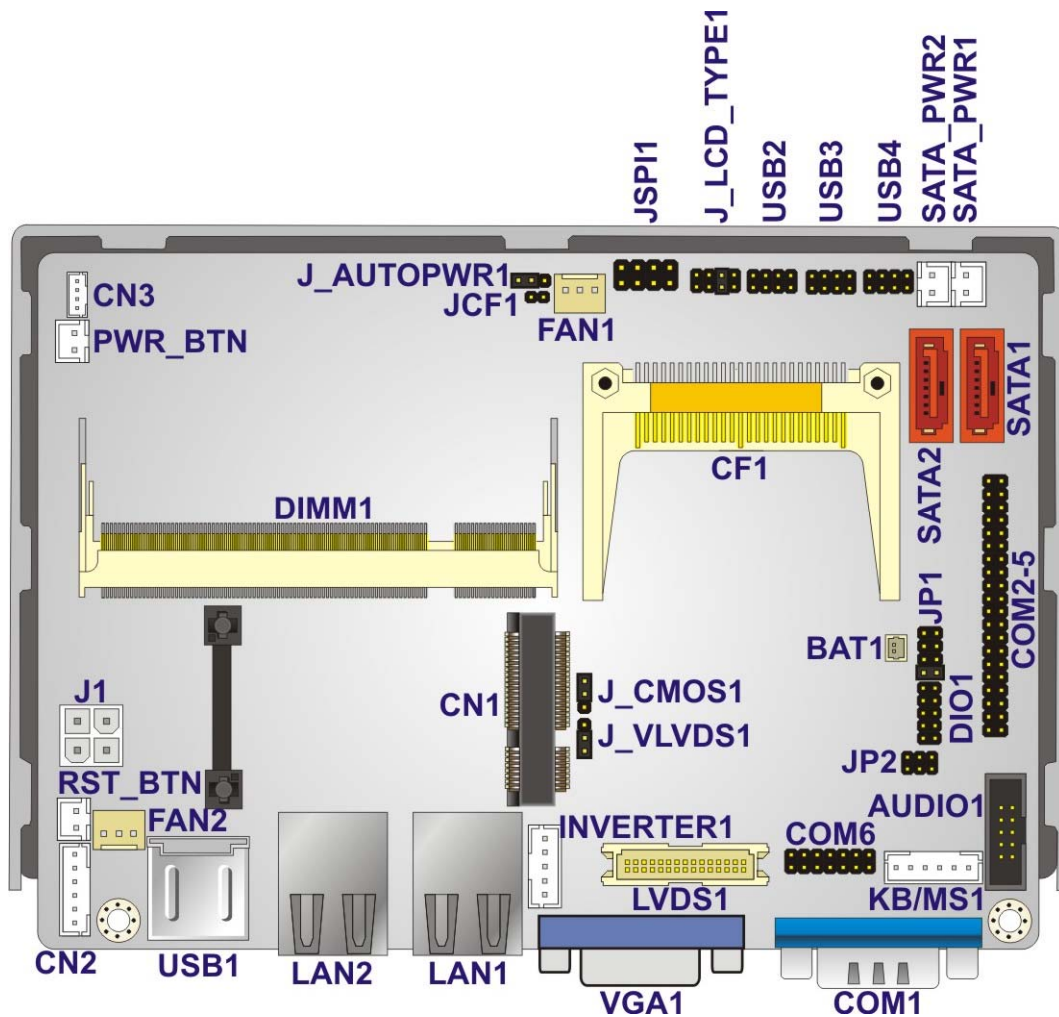 JSPI1
J_LCD_TYPE1
USB2
USB3
USB4
SATA_PWR2
SATA_PWR1
J_AUTOPWR1
CN3
JCF1
FAN1
PWR_BTN
SATA1
SATA2
CF1
DIMM1
COM2-5
JP1
BAT1
J1
CN1
J_CMOS1
J_VLVDS1
DIO1
JP2
RST_BTN
FAN2
AUDIO1
INVERTER1
COM6
LVDS1
KB/MS1
CN2
USB1
LAN2
LAN1
VGA1
COM1